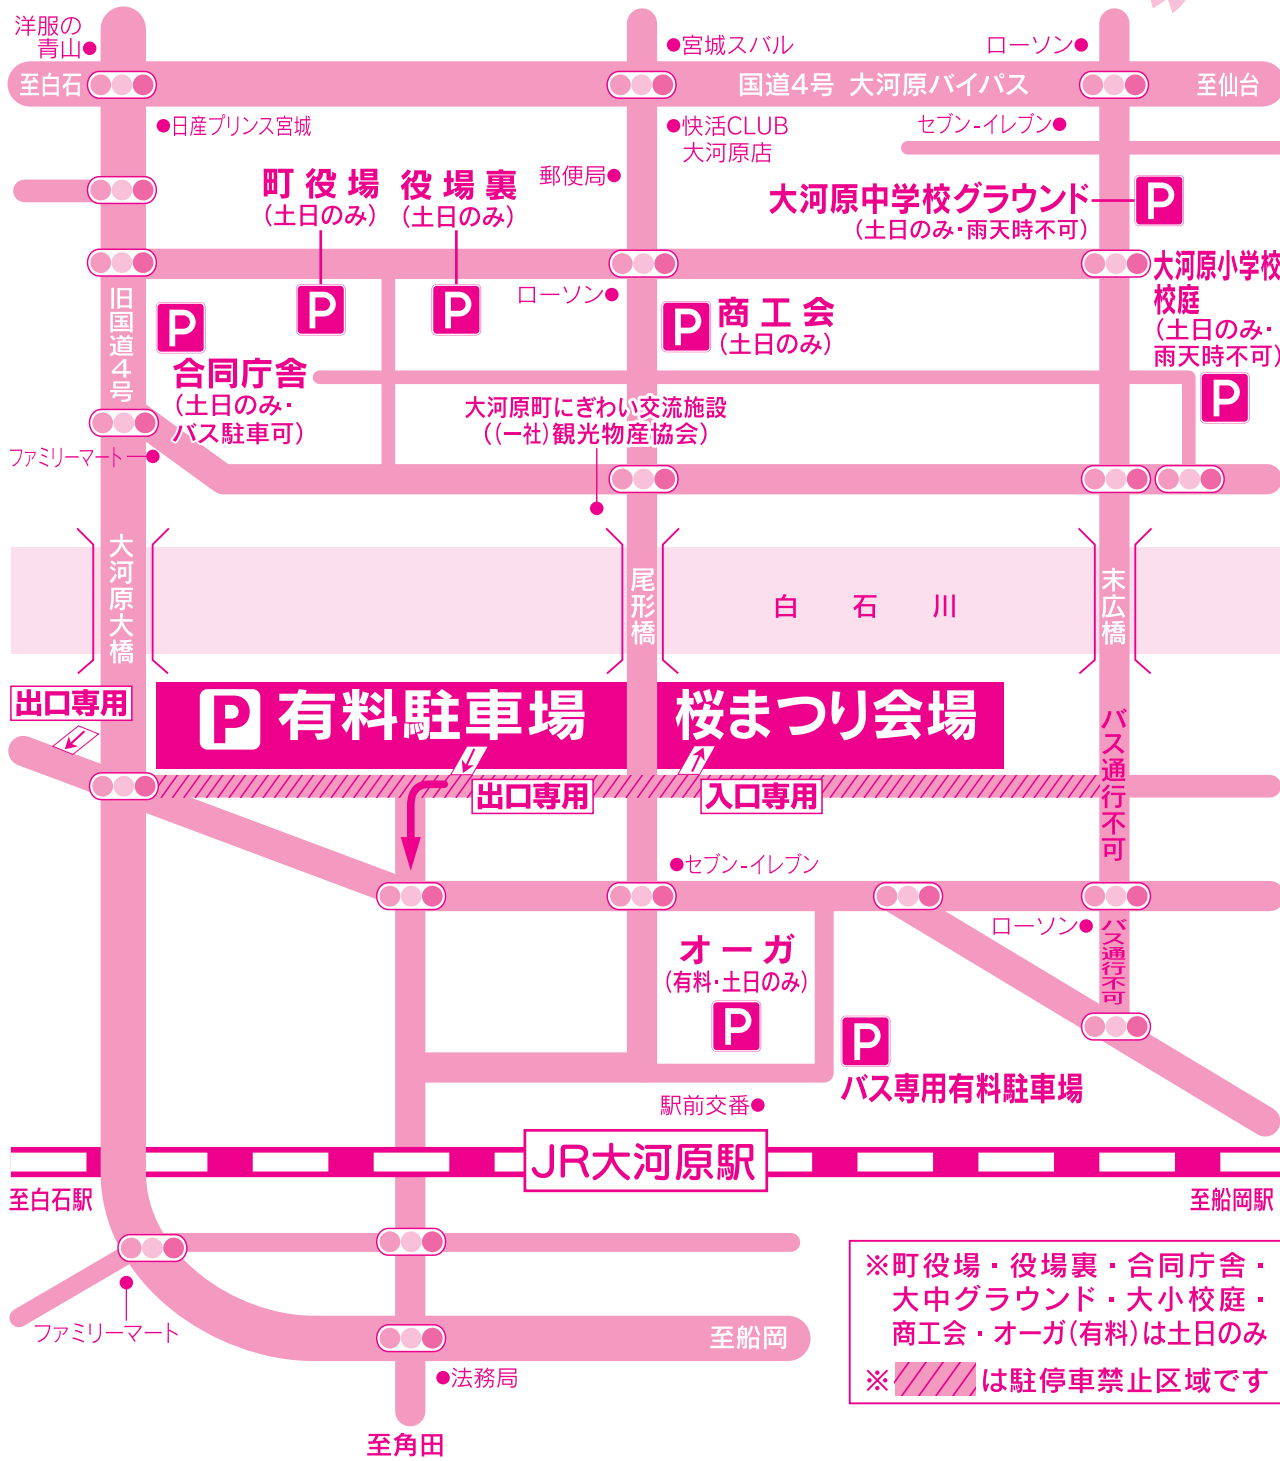 洋服の
青山
宮城スバル
ローソン
至白石
国道4号 大河原バイパス
至仙台
日産プリンス宮城
快活CLUB
大河原店
セブン-イレブン
町役場
(土日のみ)
役場裏
(土日のみ)
郵便局
大河原中学校グラウンド
(土日のみ・雨天時不可)
P
大河原小学校
校庭
(土日のみ・
雨天時不可)
P
旧国道4号
P
合同庁舎
(土日のみ・
バス駐車可)
P
P
ローソン
P
商工会
(土日のみ)
大河原町にぎわい交流施設
((一社)観光物産協会)
ファミリーマート
大河原大橋
尾形橋
白石川
末広橋
出口専用
P 有料駐車場
桜まつり会場
出口専用
入口専用
バス通行不可
セブン-イレブン
ローソン
バス通行不可
オーガ
(有料・土日のみ)
P
P
バス専用有料駐車場
駅前交番
JR大河原駅
至白石駅
至船岡駅
ファミリーマート
至船岡
法務局
至角田
※町役場・役場裏・合同庁舎・
大中グラウンド・大小校庭・
商工会・オーガ(有料)は土日のみ
※ は駐停車禁止区域です